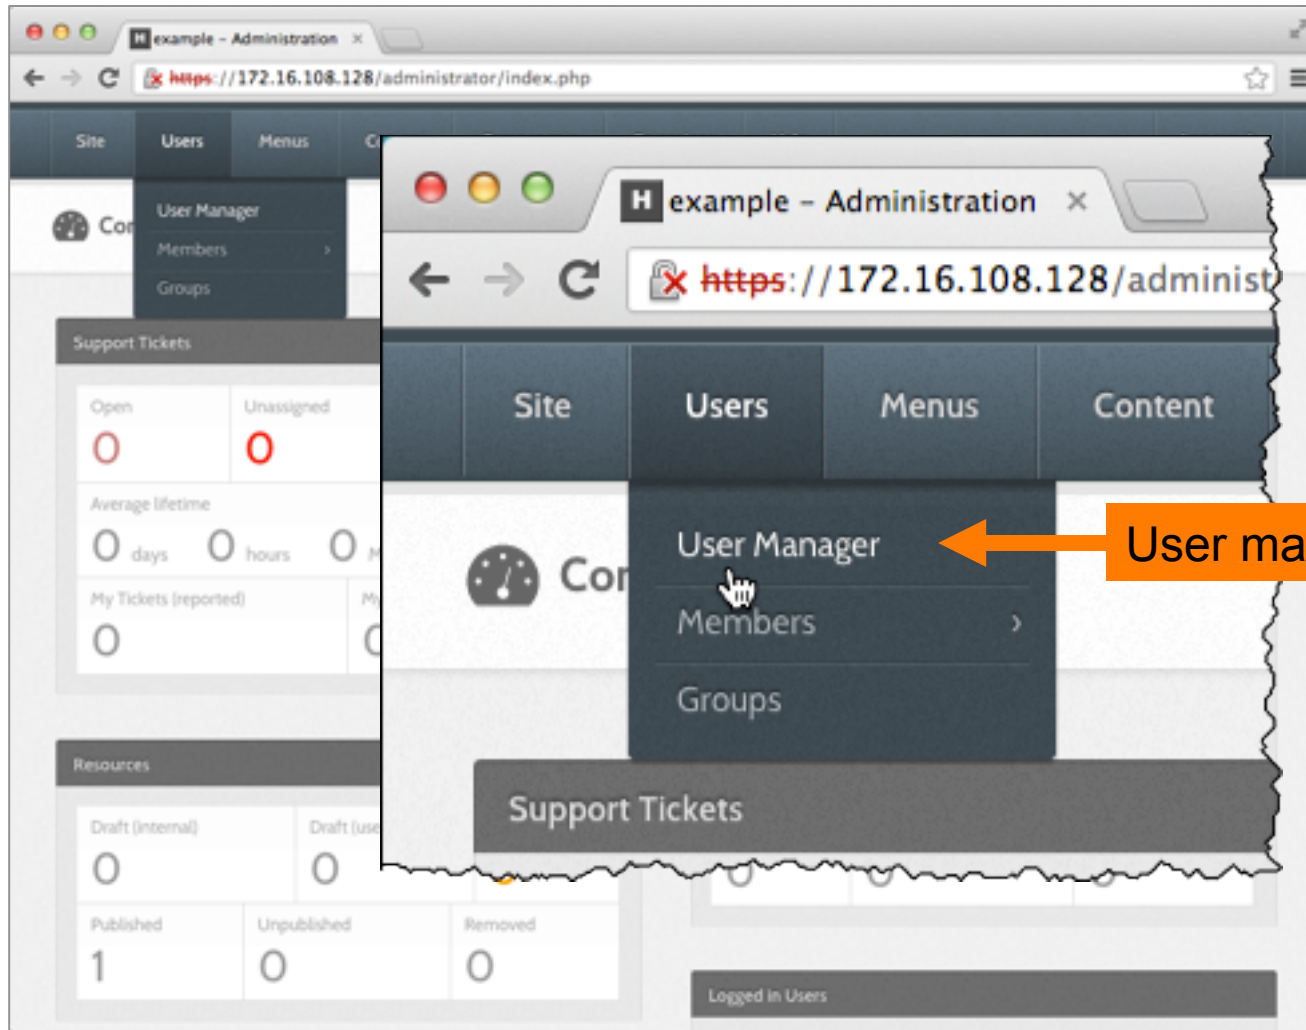 H example – Administration ×
https://172.16.108.128/administrator/index.php
Site Users Menus
User Manager
Members ›
Groups
Support Tickets
Open Unassigned
0 0
Average lifetime
0 days 0 hours 0
My Tickets (reported)
0
Resources
Draft (internal)
0 0
Published Unpublished Removed
1 0 0
Logged in Users
H example – Administration ×
https://172.16.108.128/administ
Site Users Menus Content
User Manager
Members ›
Groups
Support Tickets
User ma